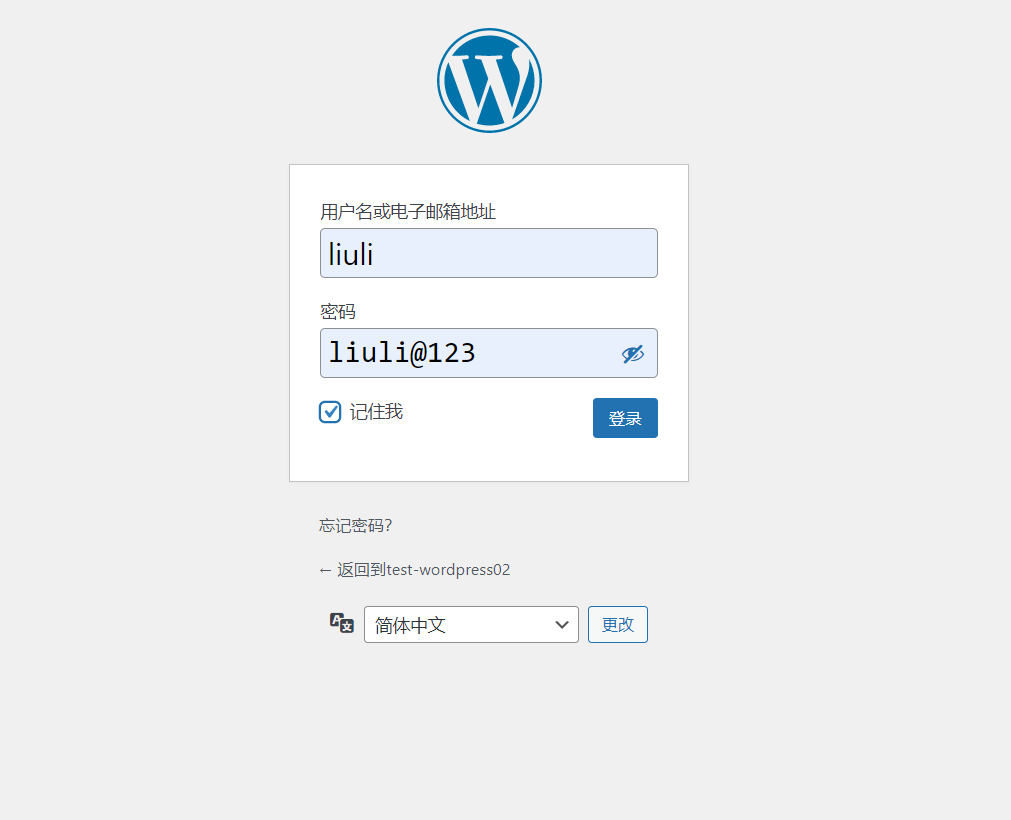 用户名或电子邮箱地址
liuli
密码
liuli@123
记住我
登录
忘记密码？
← 返回到test-wordpress02
简体中文
更改